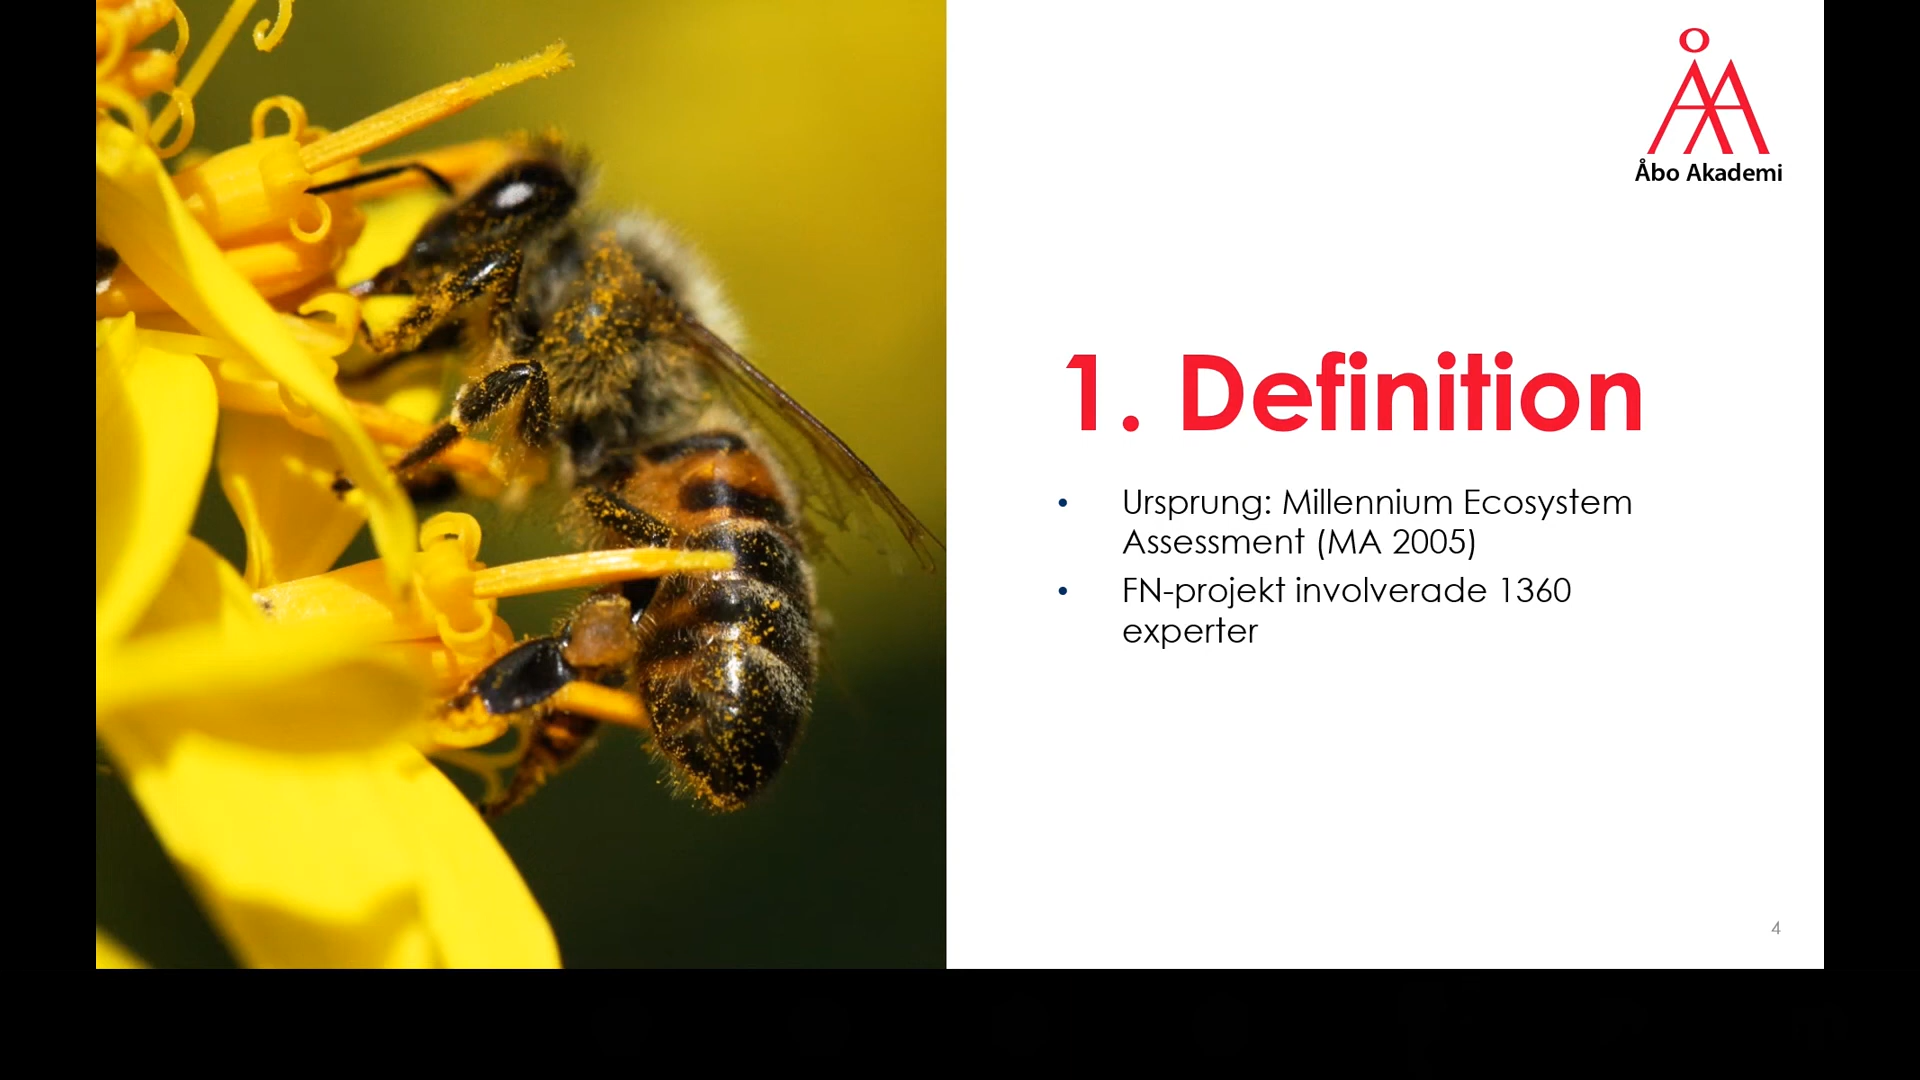 Åbo Akademi
1. Definition
• Ursprung: Millennium Ecosystem
Assessment (MA 2005)
• FN-projekt involverade 1360
experter
4